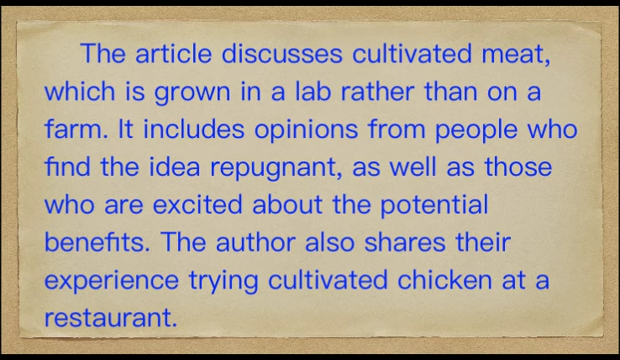 The article discusses cultivated meat,
which is grown in a lab rather than on a
farm. It includes opinions from people who
find the idea repugnant, as well as those
who are excited about the potential
benefits. The author also shares their
experience trying cultivated chicken at a
restaurant.